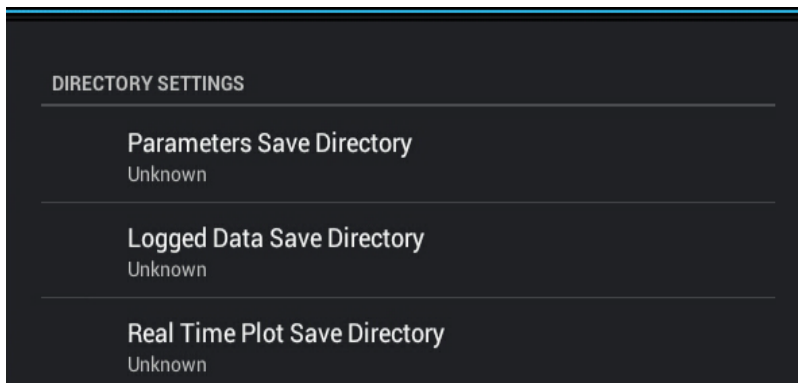 DIRECTORY SETTINGS
Parameters Save Directory
Unknown
Logged Data Save Directory
Unknown
Real Time Plot Save Directory
Unknown